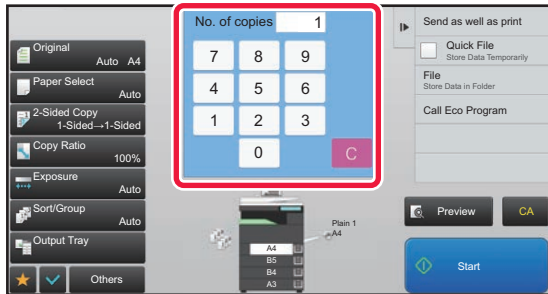 Original
Auto A4
Paper Select
Auto
2-Sided Copy
1-Sided→1-Sided
Copy Ratio
100%
Exposure
Auto
Sort/Group
Auto
Output Tray
Others
No. of copies 1
7 8 9
4 5 6
1 2 3
0 C
Plain 1
A4
A4
B5
B4
A3
Send as well as print
Quick File
Store Data Temporarily
File
Store Data in Folder
Call Eco Program
Preview
CA
Start